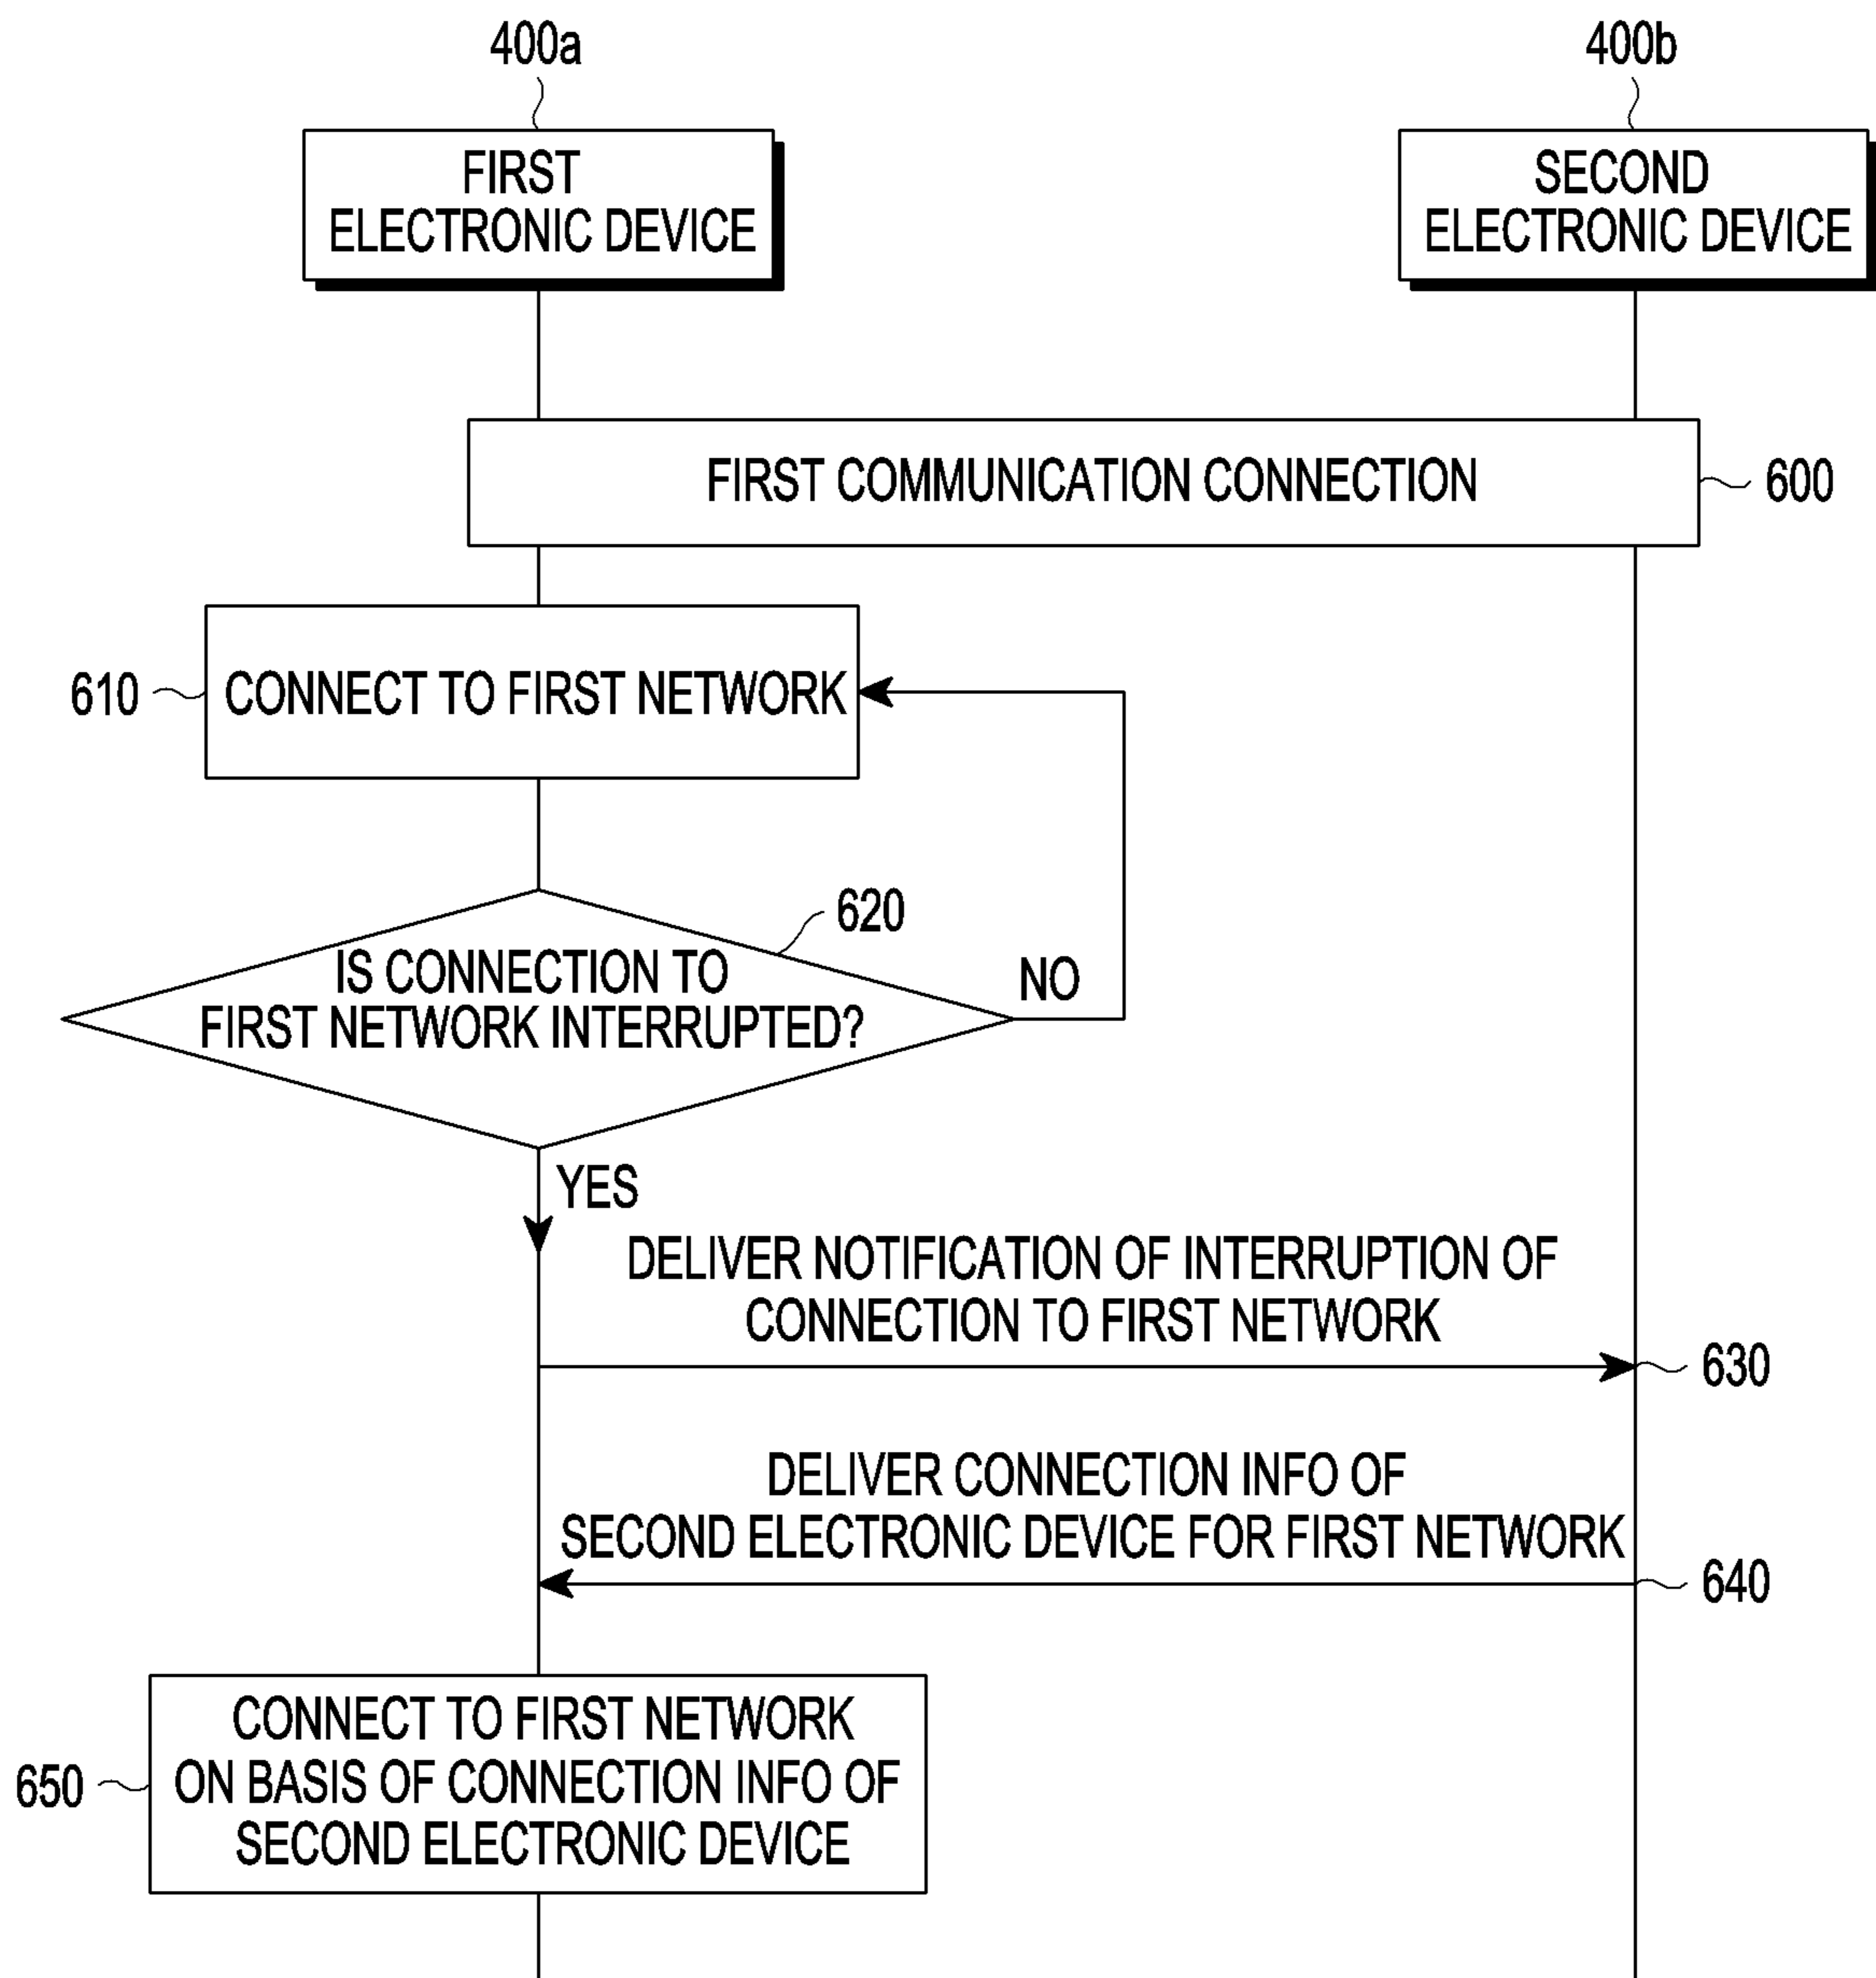 400a
400b
FIRST
ELECTRONIC DEVICE
SECOND
ELECTRONIC DEVICE
FIRST COMMUNICATION CONNECTION
600
610
CONNECT TO FIRST NETWORK
620
IS CONNECTION TO
FIRST NETWORK INTERRUPTED?
NO
YES
DELIVER NOTIFICATION OF INTERRUPTION OF
CONNECTION TO FIRST NETWORK
630
DELIVER CONNECTION INFO OF
SECOND ELECTRONIC DEVICE FOR FIRST NETWORK
640
650
CONNECT TO FIRST NETWORK
ON BASIS OF CONNECTION INFO OF
SECOND ELECTRONIC DEVICE